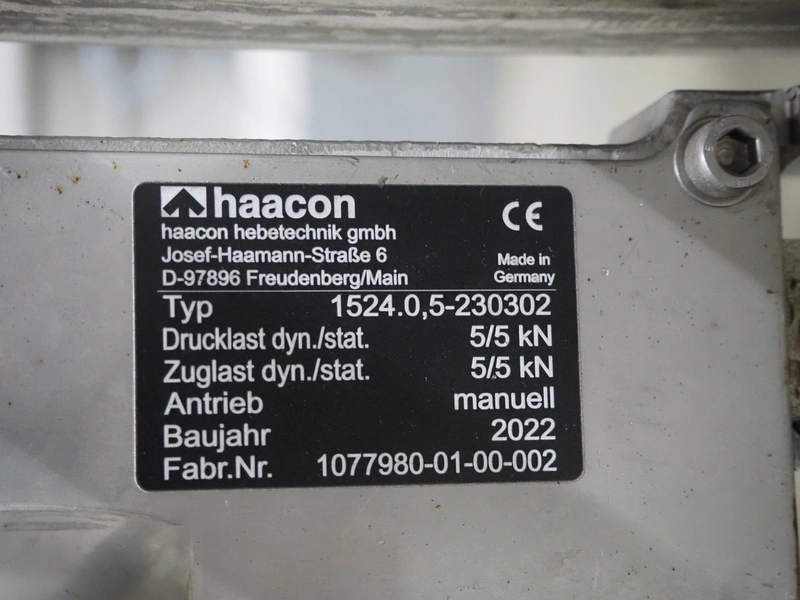 haacon
haacon hebetechnik gmbh
Josef-Haamann-Straße 6
D-97896 Freudenberg/Main
CE
Made in
Germany
Typ 1524.0,5-230302
Drucklast dyn./stat. 5/5 kN
Zuglast dyn./stat. 5/5 kN
Antrieb manuell
Baujahr 2022
Fabr.Nr. 1077980-01-00-002